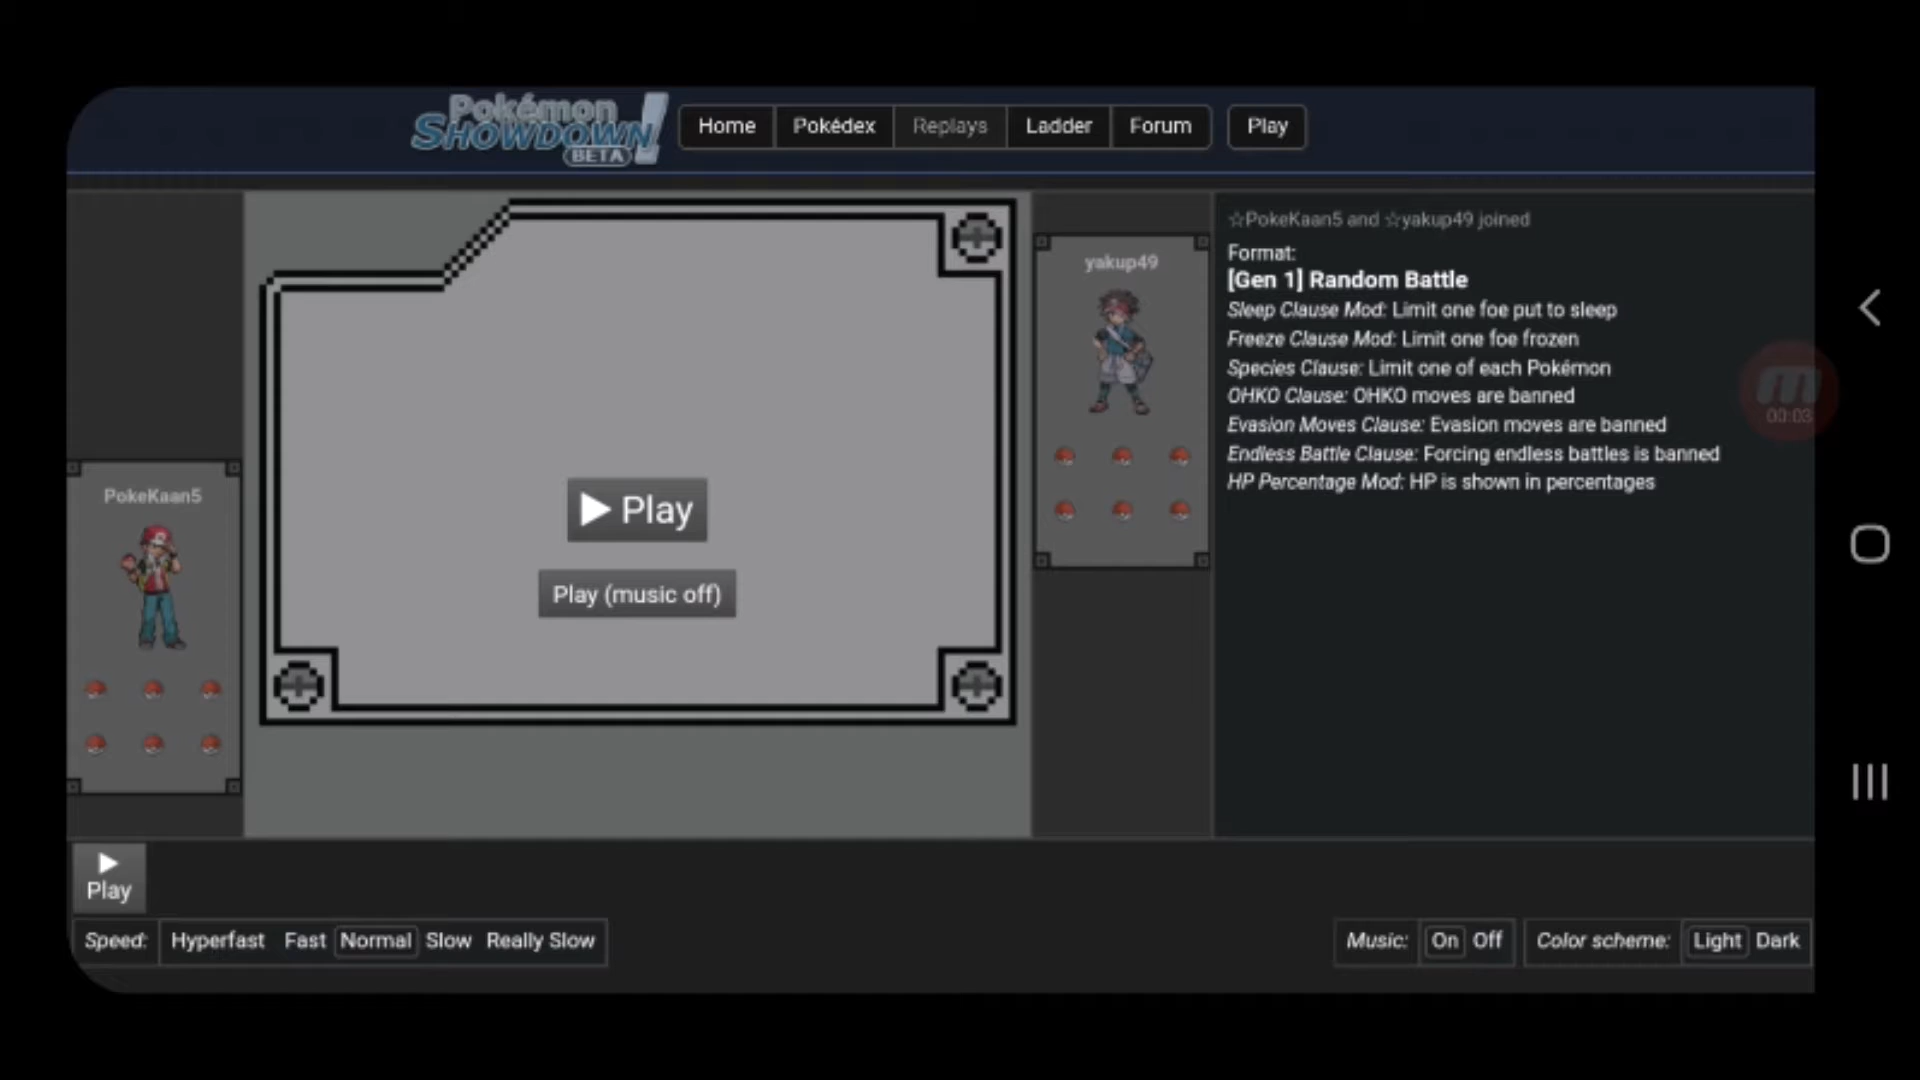 Pokémon
SHOWDOWN!
BETA
Home
Pokédex
Replays
Ladder
Forum
Play
☆PokeKaan5 and ☆yakup49 joined
Format:
[Gen 1] Random Battle
Sleep Clause Mod: Limit one foe put to sleep
Freeze Clause Mod: Limit one foe frozen
Species Clause: Limit one of each Pokémon
OHKO Clause: OHKO moves are banned
Evasion Moves Clause: Evasion moves are banned
Endless Battle Clause: Forcing endless battles is banned
HP Percentage Mod: HP is shown in percentages
yakup49
PokeKaan5
Play
Play (music off)
00:03
Play
Speed: Hyperfast Fast Normal Slow Really Slow
Music: On Off
Color scheme: Light Dark